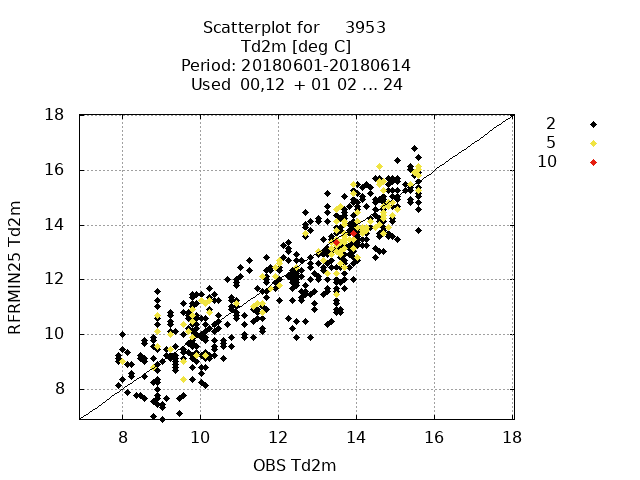 Scatterplot for 3953
Td2m [deg C]
Period: 20180601-20180614
Used 00,12 + 01 02 ... 24
18
16
14
12
10
8
RFRMIN25 Td2m
8 10 12 14 16 18
OBS Td2m
2
5
10